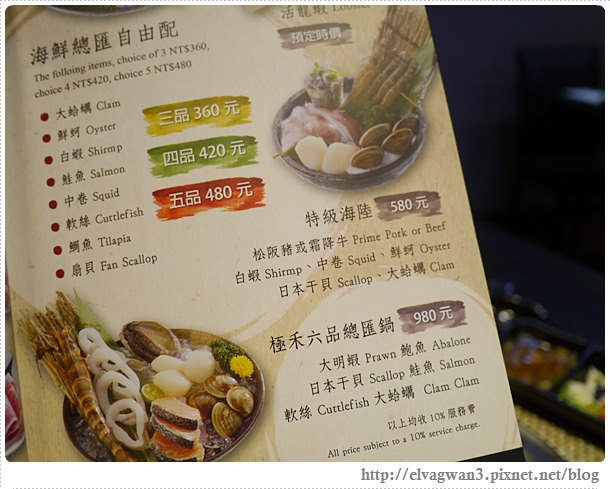 海鮮總匯自由配
The folloing items, choice of 3 NT$360,
choice 4 NT$420, choice 5 NT$480
大蛤蠣 Clam
鮮蚵 Oyster
白蝦 Shirmp
鮭魚 Salmon
中卷 Squid
軟絲 Cuttlefish
鯛魚 Tilapia
扇貝 Fan Scallop
三品 360 元
四品 420 元
五品 480 元
活龍蝦 Lobster
預定時價
特級海陸 580 元
松阪豬或霜降牛 Prime Pork or Beef
白蝦 Shirmp、中卷 Squid、鮮蚵 Oyster
日本干貝 Scallop、大蛤蠣 Clam
極禾六品總匯鍋 980 元
大明蝦 Prawn 鮑魚 Abalone
日本干貝 Scallop 鮭魚 Salmon
軟絲 Cuttlefish 大蛤蠣 Clam Clam
以上均收 10% 服務費
All price subject to a 10% service charge.
http://elvagwan3.pixnet.net/blog